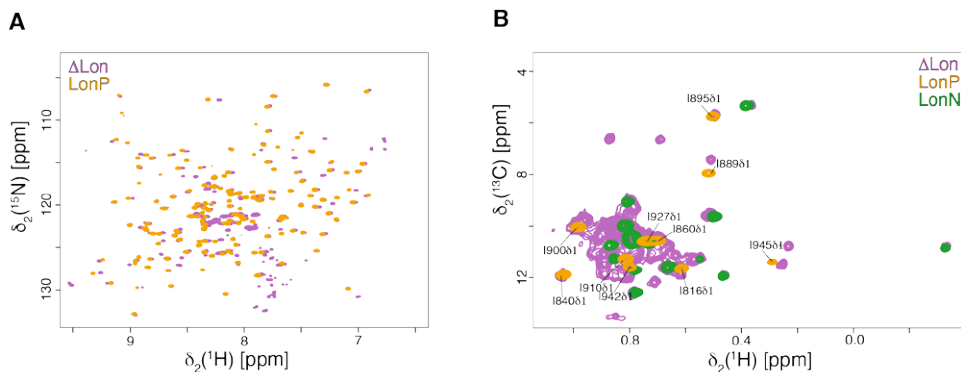 A
ΔLon
LonP
110
120
130
δ₂(¹⁵N) [ppm]
9
8
7
δ₂(¹H) [ppm]
B
ΔLon
LonP
LonN
4
8
12
δ₂(¹³C) [ppm]
I895δ1
I889δ1
I927δ1
I860δ1
I900δ1
I945δ1
I910δ1
I942δ1
I816δ1
I840δ1
0.8
0.4
0.0
δ₂(¹H) [ppm]